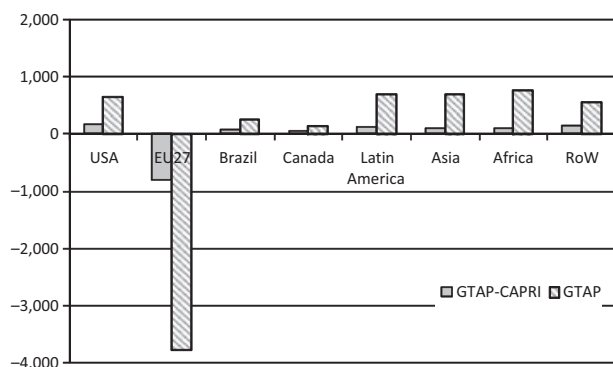 2,000
1,000
0
USA
EU27
Brazil
Canada
Latin
America
Asia
Africa
RoW
–1,000
–2,000
–3,000
GTAP-CAPRI
GTAP
–4,000